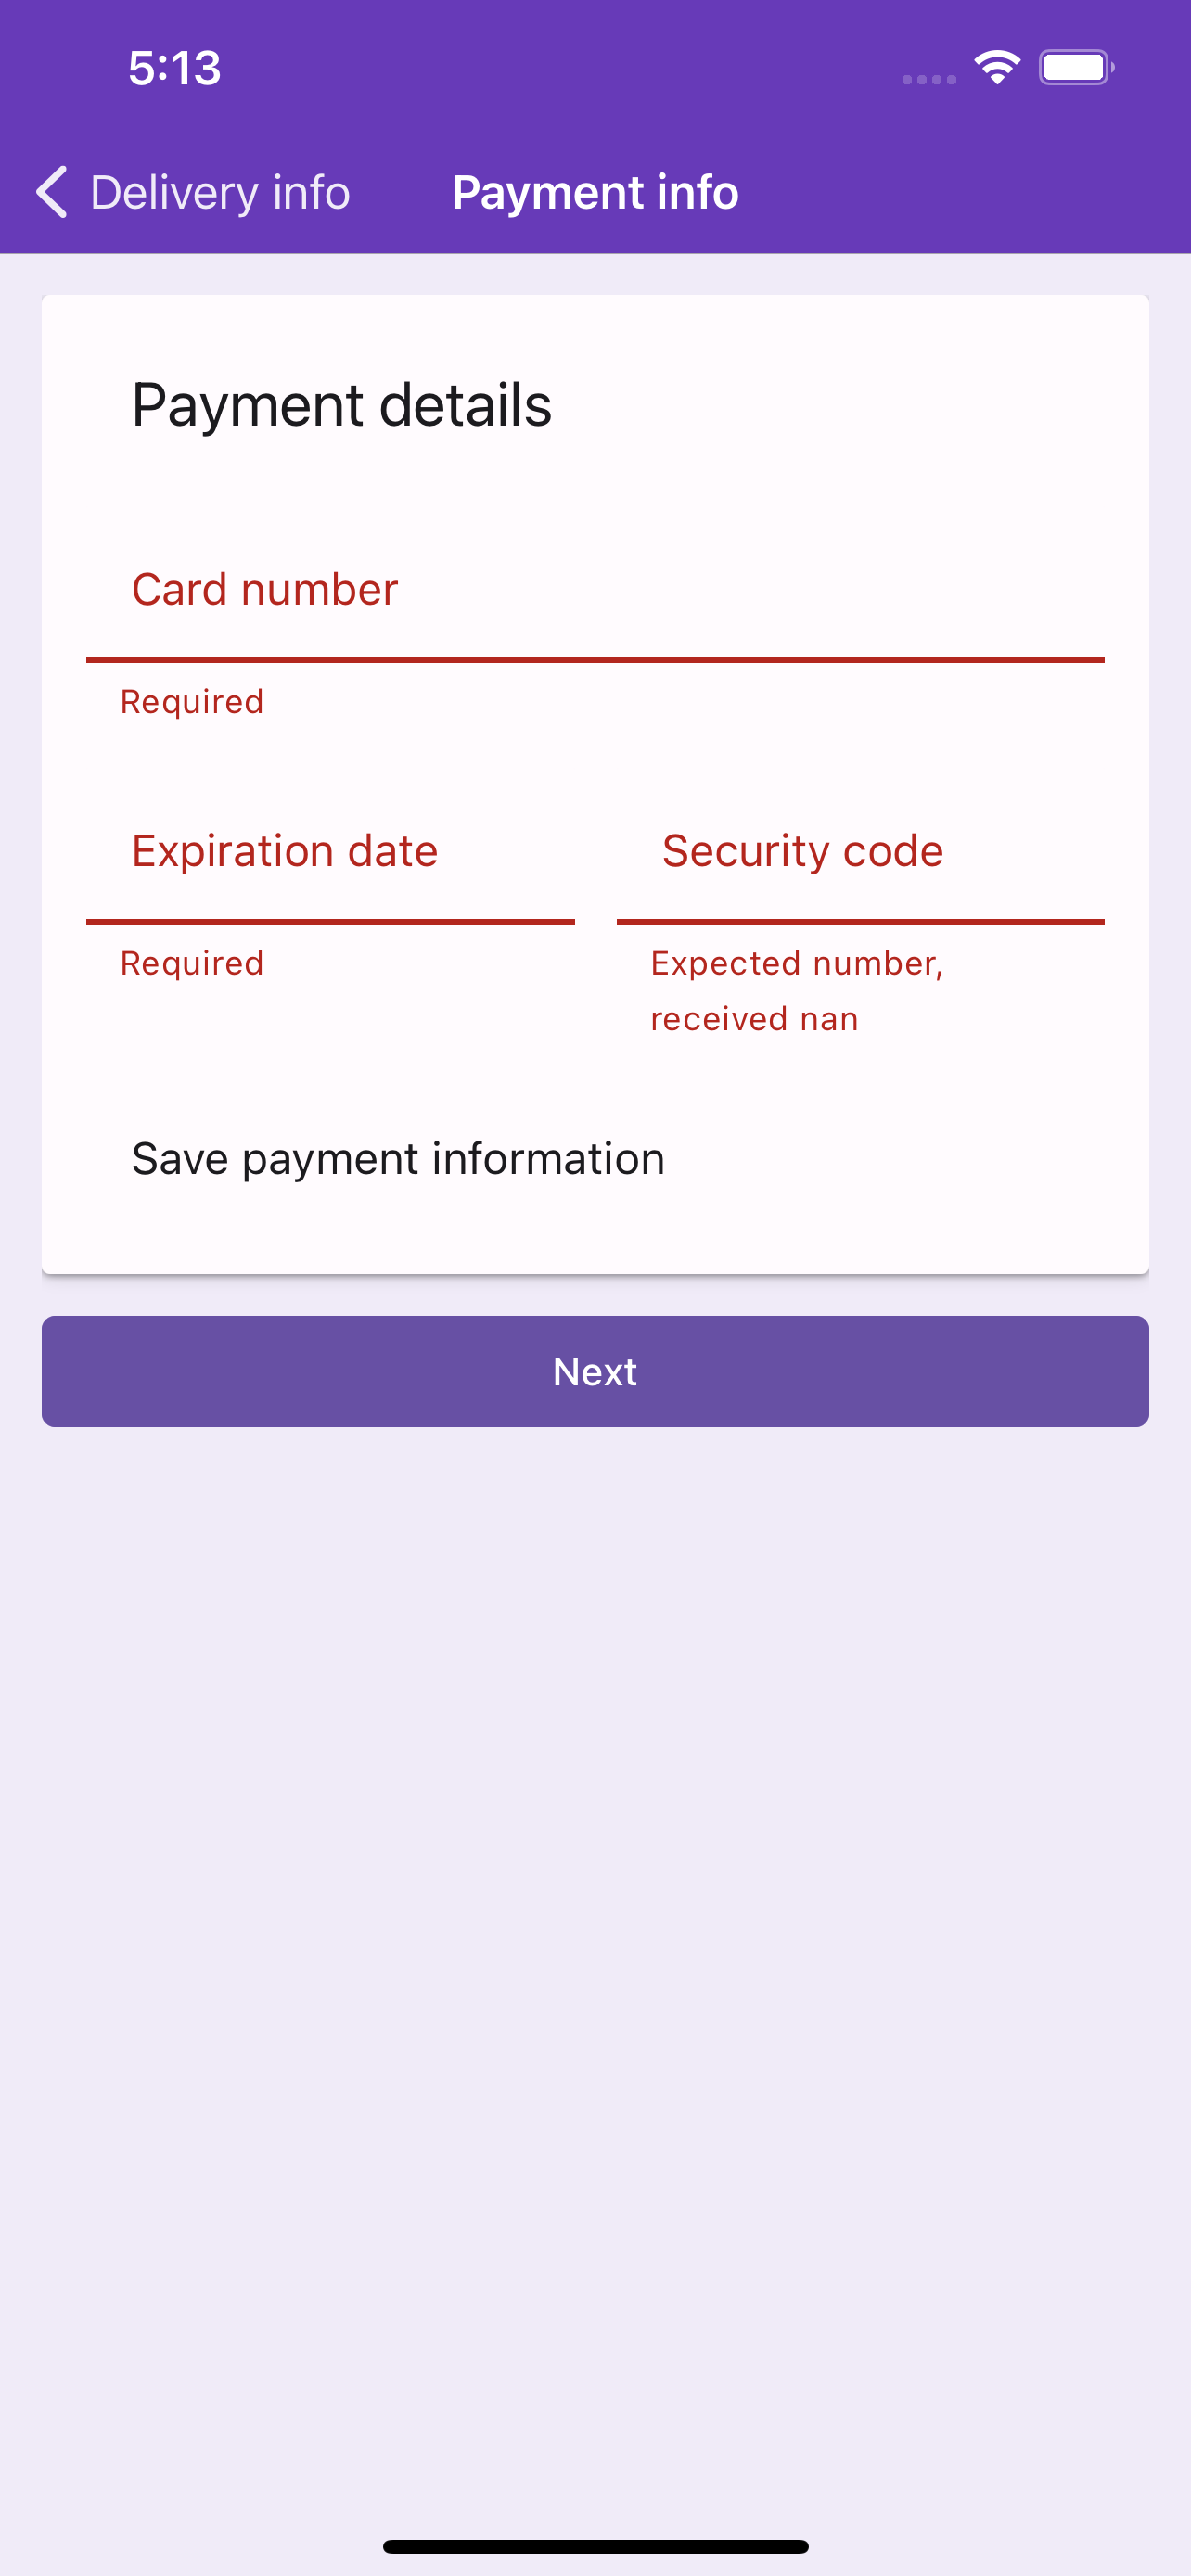 5:13
Delivery info
Payment info
Payment details
Card number
Required
Expiration date
Security code
Required
Expected number,
received nan
Save payment information
Next